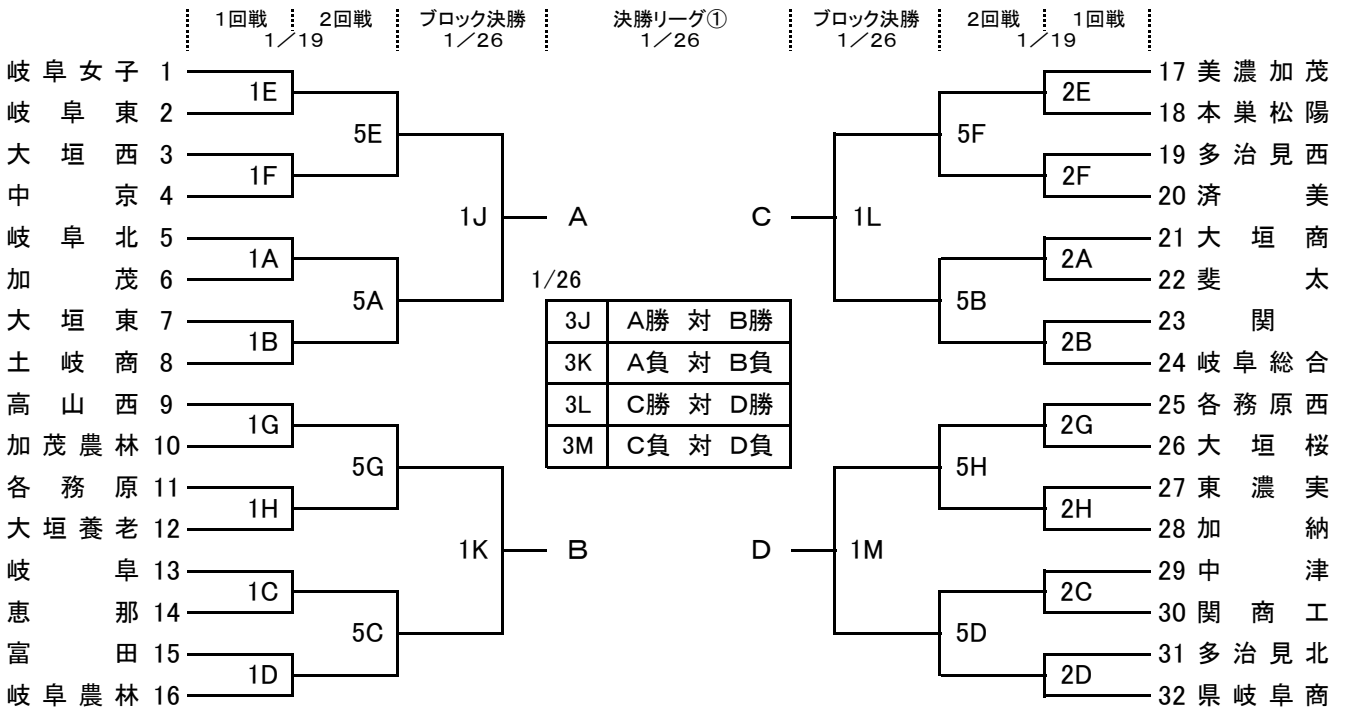 1回戦 2回戦 ブロック決勝 決勝リーグ① ブロック決勝 2回戦 1回戦
1／19 1／26 1／26 1／26 1／19
岐阜女子 1 17 美濃加茂
1E 2E
岐阜東 2 18 本巣松陽
5E 5F
大垣西 3 19 多治見西
1F 2F
中京 4 20 済美
1J A C 1L
岐阜北 5 21 大垣商
1A 2A
加茂 6 1/26 22 斐太
5A 5B
大垣東 7 3J A勝 対 B勝 23 関
1B 2B
土岐商 8 3K A負 対 B負 24 岐阜総合
高山西 9 3L C勝 対 D勝 25 各務原西
1G 2G
加茂農林 10 3M C負 対 D負 26 大垣桜
5G 5H
各務原 11 27 東濃実
1H 2H
大垣養老 12 28 加納
1K B D 1M
岐阜 13 29 中津
1C 2C
恵那 14 30 関商工
5C 5D
富田 15 31 多治見北
1D 2D
岐阜農林 16 32 県岐阜商